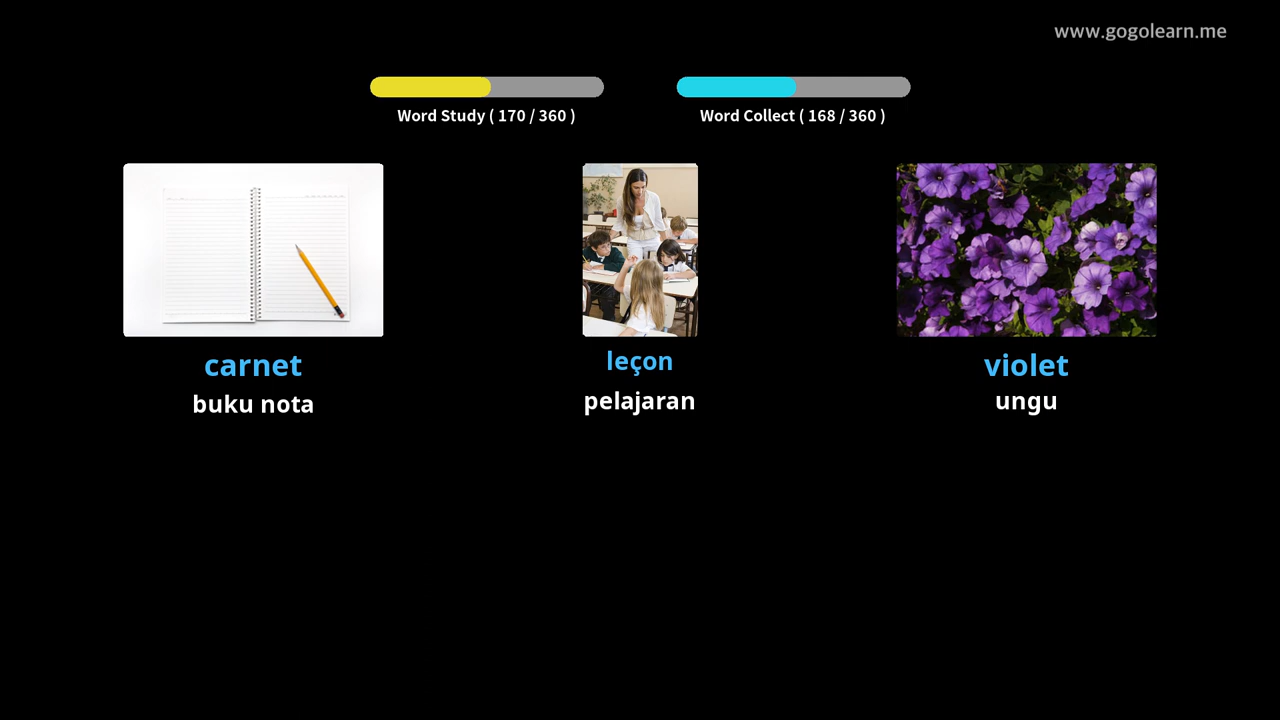 www.gogolearn.me
Word Study ( 170 / 360 )
Word Collect ( 168 / 360 )
carnet
buku nota
leçon
pelajaran
violet
ungu